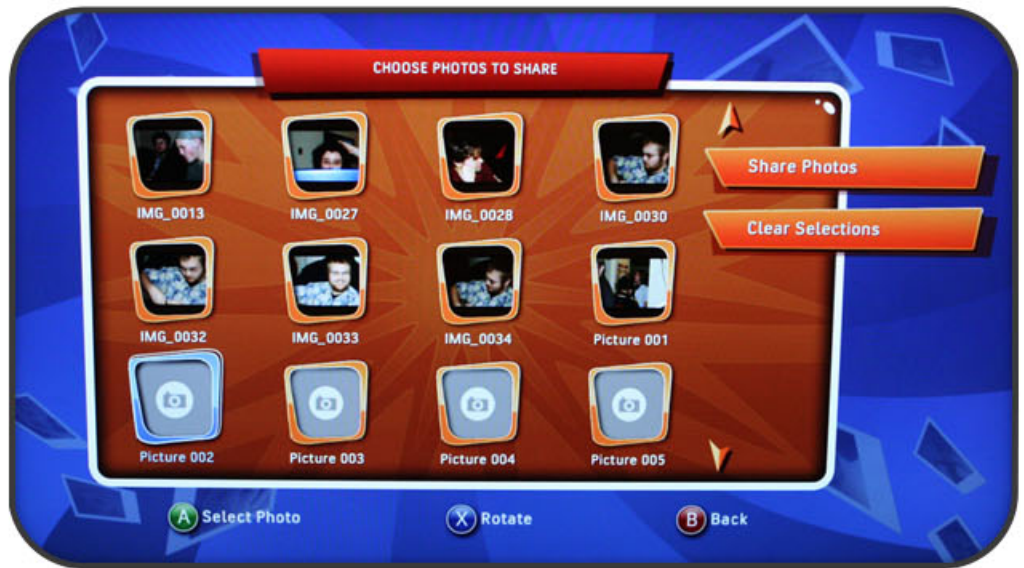 CHOOSE PHOTOS TO SHARE
IMG_0013
IMG_0027
IMG_0028
IMG_0030
Share Photos
Clear Selections
IMG_0032
IMG_0033
IMG_0034
Picture 001
Picture 002
Picture 003
Picture 004
Picture 005
A Select Photo
X Rotate
B Back